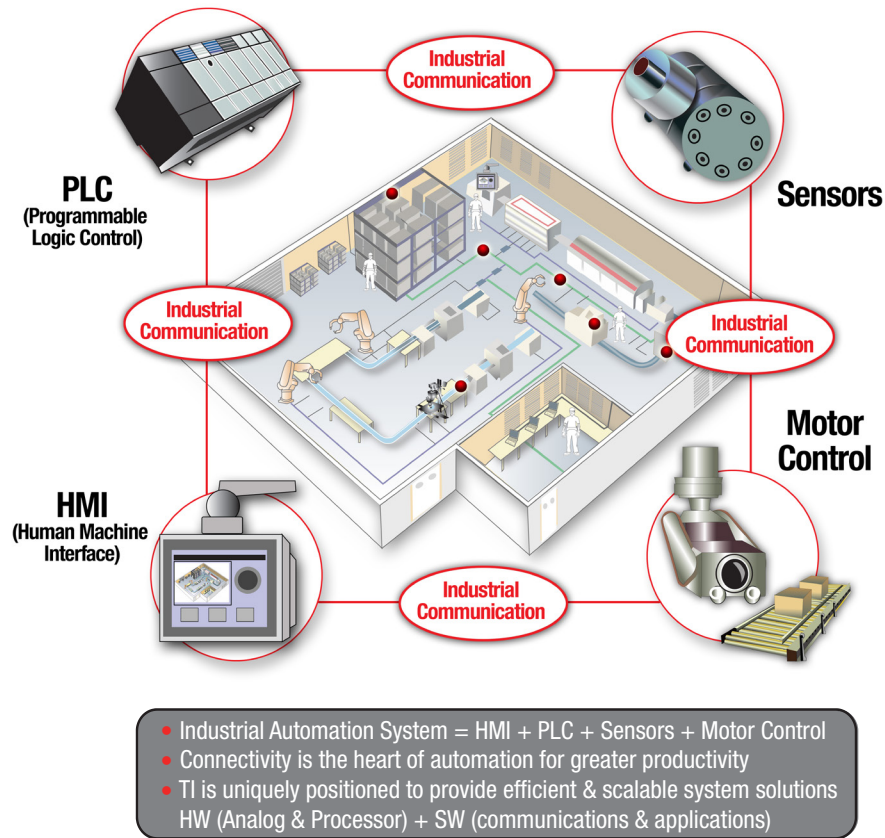 Industrial
Communication
PLC
(Programmable
Logic Control)
Sensors
Industrial
Communication
Industrial
Communication
Motor
Control
HMI
(Human Machine
Interface)
Industrial
Communication
• Industrial Automation System = HMI + PLC + Sensors + Motor Control
• Connectivity is the heart of automation for greater productivity
• TI is uniquely positioned to provide efficient & scalable system solutions
HW (Analog & Processor) + SW (communications & applications)